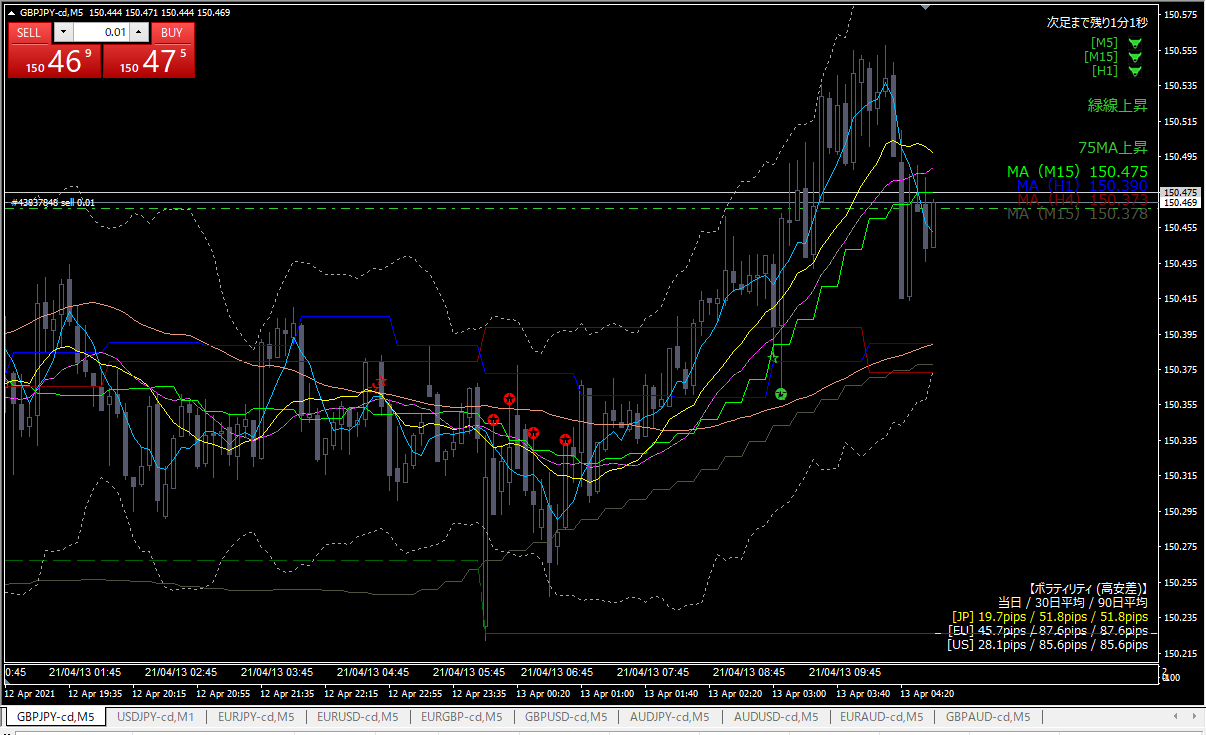 GBPJPY-cd,M5 150.444 150.471 150.444 150.469
SELL 0.01 BUY
150 46 9 150 47 5
次足まで残り1分1秒
[M5]
[M15]
[H1]
緑線上昇
75MA上昇
MA (M15) 150.475
MA (H1) 150.390
MA (H4) 150.373
MA (M15) 150.378
#43937848 sell 0.01
150.575
150.555
150.535
150.515
150.495
150.475
150.469
150.455
150.435
150.415
150.395
150.375
150.355
150.335
150.315
150.295
150.275
150.255
150.235
150.215
【ボラティリティ(高安差)】
当日 / 30日平均 / 90日平均
[JP] 19.7pips / 51.8pips / 51.8pips
[EU] 45.7pips / 87.6pips / 87.6pips
[US] 28.1pips / 85.6pips / 85.6pips
0:45 21/04/13 01:45 21/04/13 02:45 21/04/13 03:45 21/04/13 04:45 21/04/13 05:45 21/04/13 06:45 21/04/13 07:45 21/04/13 08:45 21/04/13 09:45
12 Apr 2021 12 Apr 19:35 12 Apr 20:15 12 Apr 20:55 12 Apr 21:35 12 Apr 22:15 12 Apr 22:55 12 Apr 23:35 13 Apr 00:20 13 Apr 01:00 13 Apr 01:40 13 Apr 02:20 13 Apr 03:00 13 Apr 03:40 13 Apr 04:20
GBPJPY-cd,M5 USDJPY-cd,M1 EURJPY-cd,M5 EURUSD-cd,M5 EURGBP-cd,M5 GBPUSD-cd,M5 AUDJPY-cd,M5 AUDUSD-cd,M5 EURAUD-cd,M5 GBPAUD-cd,M5